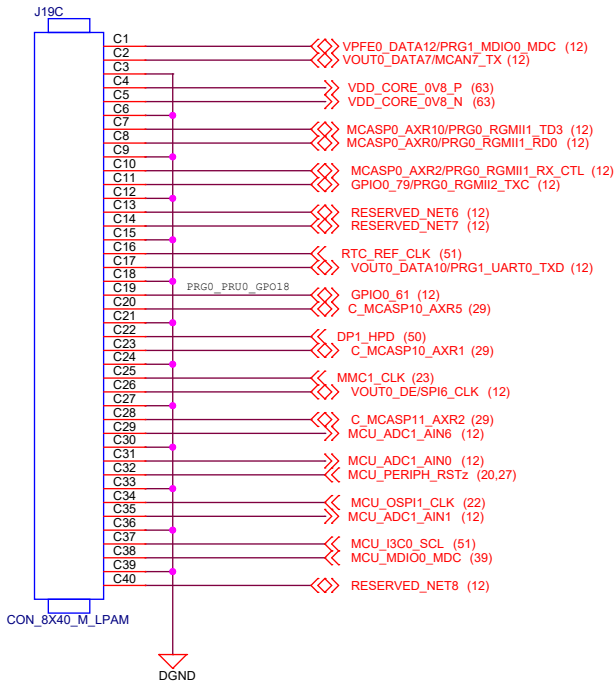 J19C
C1 VPFE0_DATA12/PRG1_MDIO0_MDC (12)
C2 VOUT0_DATA7/MCAN7_TX (12)
C3
C4 VDD_CORE_0V8_P (63)
C5 VDD_CORE_0V8_N (63)
C6
C7 MCASP0_AXR10/PRG0_RGMII1_TD3 (12)
C8 MCASP0_AXR0/PRG0_RGMII1_RD0 (12)
C9
C10 MCASP0_AXR2/PRG0_RGMII1_RX_CTL (12)
C11 GPIO0_79/PRG0_RGMII2_TXC (12)
C12
C13 RESERVED_NET6 (12)
C14 RESERVED_NET7 (12)
C15
C16 RTC_REF_CLK (51)
C17 VOUT0_DATA10/PRG1_UART0_TXD (12)
C18
C19 PRG0_PRU0_GPO18 GPIO0_61 (12)
C20 C_MCASP10_AXR5 (29)
C21
C22 DP1_HPD (50)
C23 C_MCASP10_AXR1 (29)
C24
C25 MMC1_CLK (23)
C26 VOUT0_DE/SPI6_CLK (12)
C27
C28 C_MCASP11_AXR2 (29)
C29 MCU_ADC1_AIN6 (12)
C30
C31 MCU_ADC1_AIN0 (12)
C32 MCU_PERIPH_RSTz (20,27)
C33
C34 MCU_OSPI1_CLK (22)
C35 MCU_ADC1_AIN1 (12)
C36
C37 MCU_I3C0_SCL (51)
C38 MCU_MDIO0_MDC (39)
C39
C40 RESERVED_NET8 (12)
CON_8X40_M_LPAM
DGND